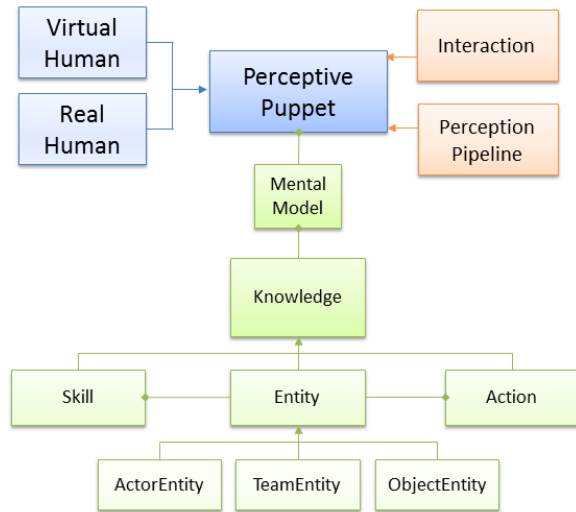 Virtual
Human
Perceptive
Puppet
Interaction
Real
Human
Perception
Pipeline
Mental
Model
Knowledge
Skill
Entity
Action
ActorEntity
TeamEntity
ObjectEntity